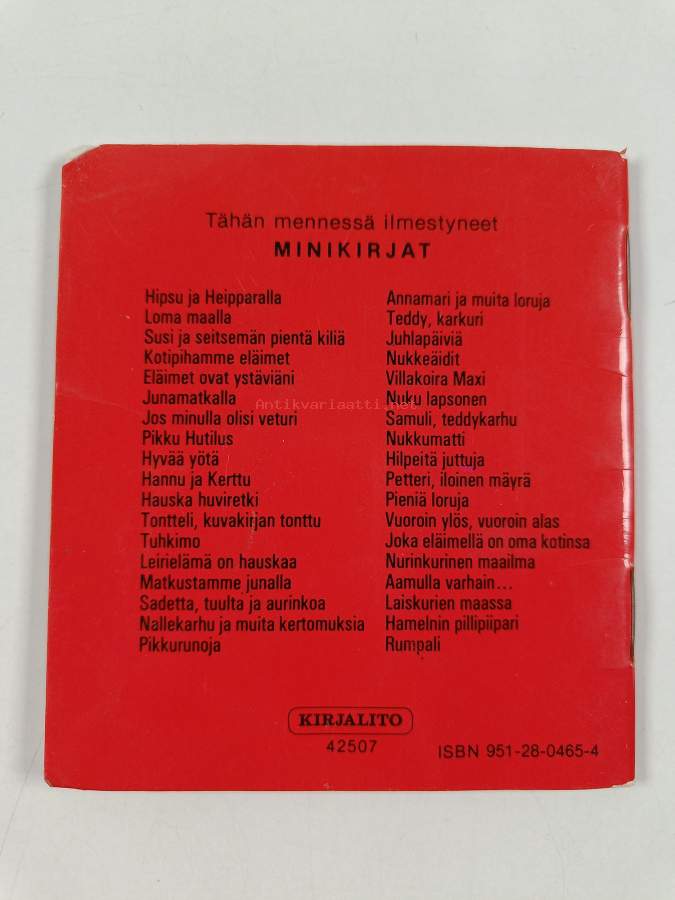 Tähän mennessä ilmestyneet
MINIKIRJAT
Hipsu ja Heipparalla
Loma maalla
Susi ja seitsemän pientä kiliä
Kotipihamme eläimet
Eläimet ovat ystäviäni
Junamatkalla
Jos minulla olisi veturi
Pikku Hutilus
Hyvää yötä
Hannu ja Kerttu
Hauska huviretki
Tontteli, kuvakirjan tonttu
Tuhkimo
Leirielämä on hauskaa
Matkustamme junalla
Sadetta, tuulta ja aurinkoa
Nallekarhu ja muita kertomuksia
Pikkurunoja
Annamari ja muita loruja
Teddy, karkuri
Juhlapäiviä
Nukkeäidit
Villakoira Maxi
Nuku lapsonen
Samuli, teddykarhu
Nukkumatti
Hilpeitä juttuja
Petteri, iloinen mäyrä
Pieniä loruja
Vuoroin ylös, vuoroin alas
Joka eläimellä on oma kotinsa
Nurinkurinen maailma
Aamulla varhain...
Laiskurien maassa
Hamelnin pillipiipari
Rumpali
Antikvariaatti.net
KIRJALITO
42507
ISBN 951-28-0465-4